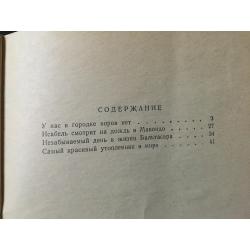 СОДЕРЖАНИЕ
У нас в городке воров нет . . . . . . . . . 3
Исабель смотрит на дождь в Макондо . . . . 27
Незабываемый день в жизни Бальтасара . . . 34
Самый красивый утопленник в мире . . . . . 41